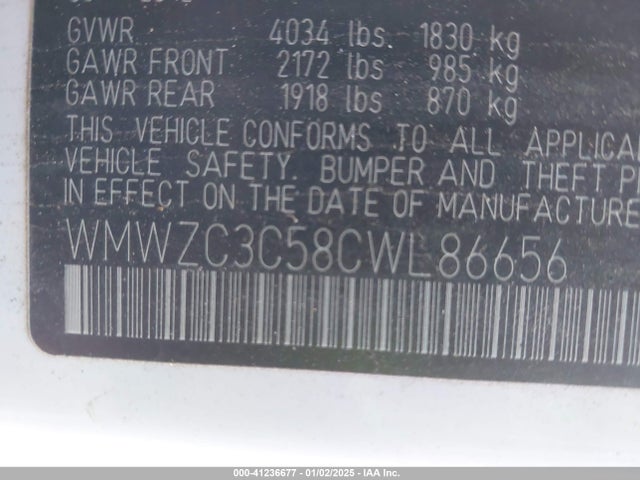 GVWR 4034 lbs. 1830 kg
GAWR FRONT 2172 lbs 985 kg
GAWR REAR 1918 lbs 870 kg
THIS VEHICLE CONFORMS TO ALL APPLICA
VEHICLE SAFETY, BUMPER AND THEFT P
IN EFFECT ON THE DATE OF MANUFACTURE
WMWZC3C58CWL86656
000-41236677 - 01/02/2025 - IAA Inc.